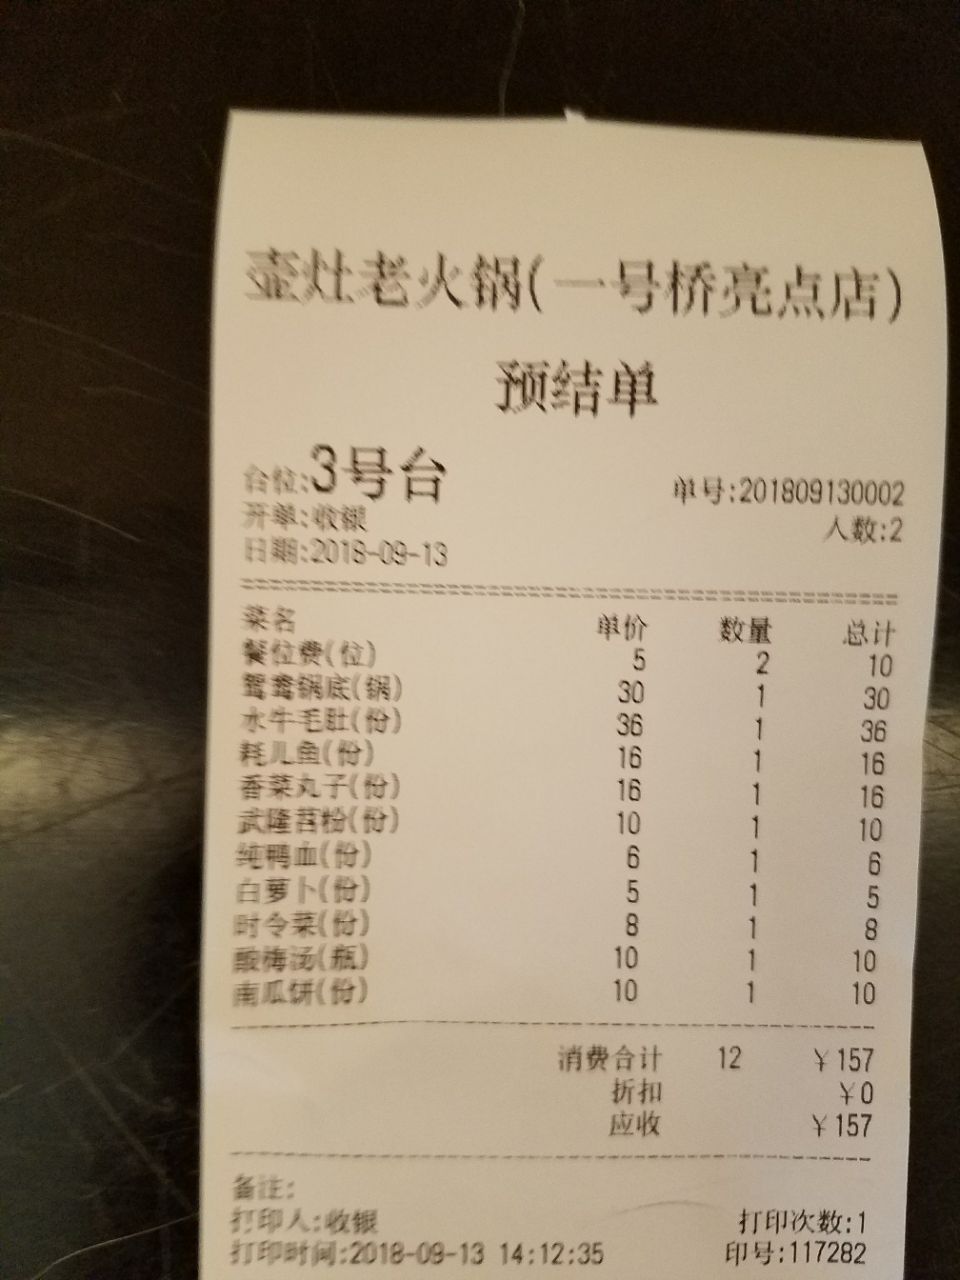 壶灶老火锅(一号桥亮点店)
预结单
台位:3号台 单号:201809130002
开单:收银 人数:2
日期:2018-09-13
菜名 单价 数量 总计
餐位费(位) 5 2 10
鸳鸯锅底(锅) 30 1 30
水牛毛肚(份) 36 1 36
耗儿鱼(份) 16 1 16
香菜丸子(份) 16 1 16
武隆苕粉(份) 10 1 10
纯鸭血(份) 6 1 6
白萝卜(份) 5 1 5
时令菜(份) 8 1 8
酸梅汤(瓶) 10 1 10
南瓜饼(份) 10 1 10
消费合计 12 ¥157
折扣 ¥0
应收 ¥157
备注:
打印人:收银 打印次数:1
打印时间:2018-09-13 14:12:35 印号:117282